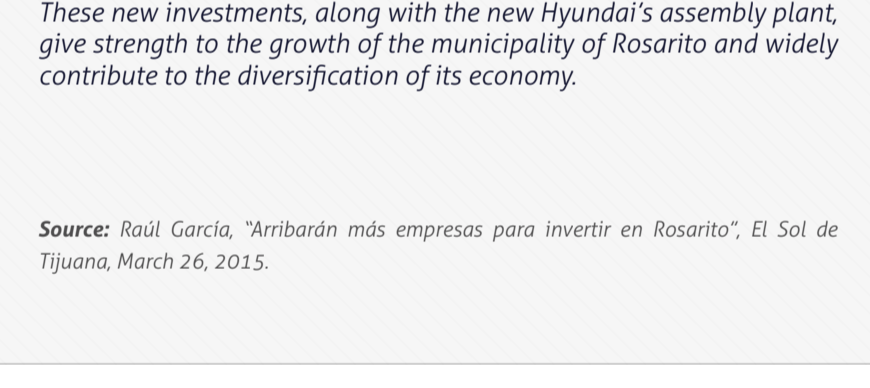 These new investments, along with the new Hyundai's assembly plant,
give strength to the growth of the municipality of Rosarito and widely
contribute to the diversification of its economy.
Source: Raúl García, "Arribarán más empresas para invertir en Rosarito", El Sol de
Tijuana, March 26, 2015.